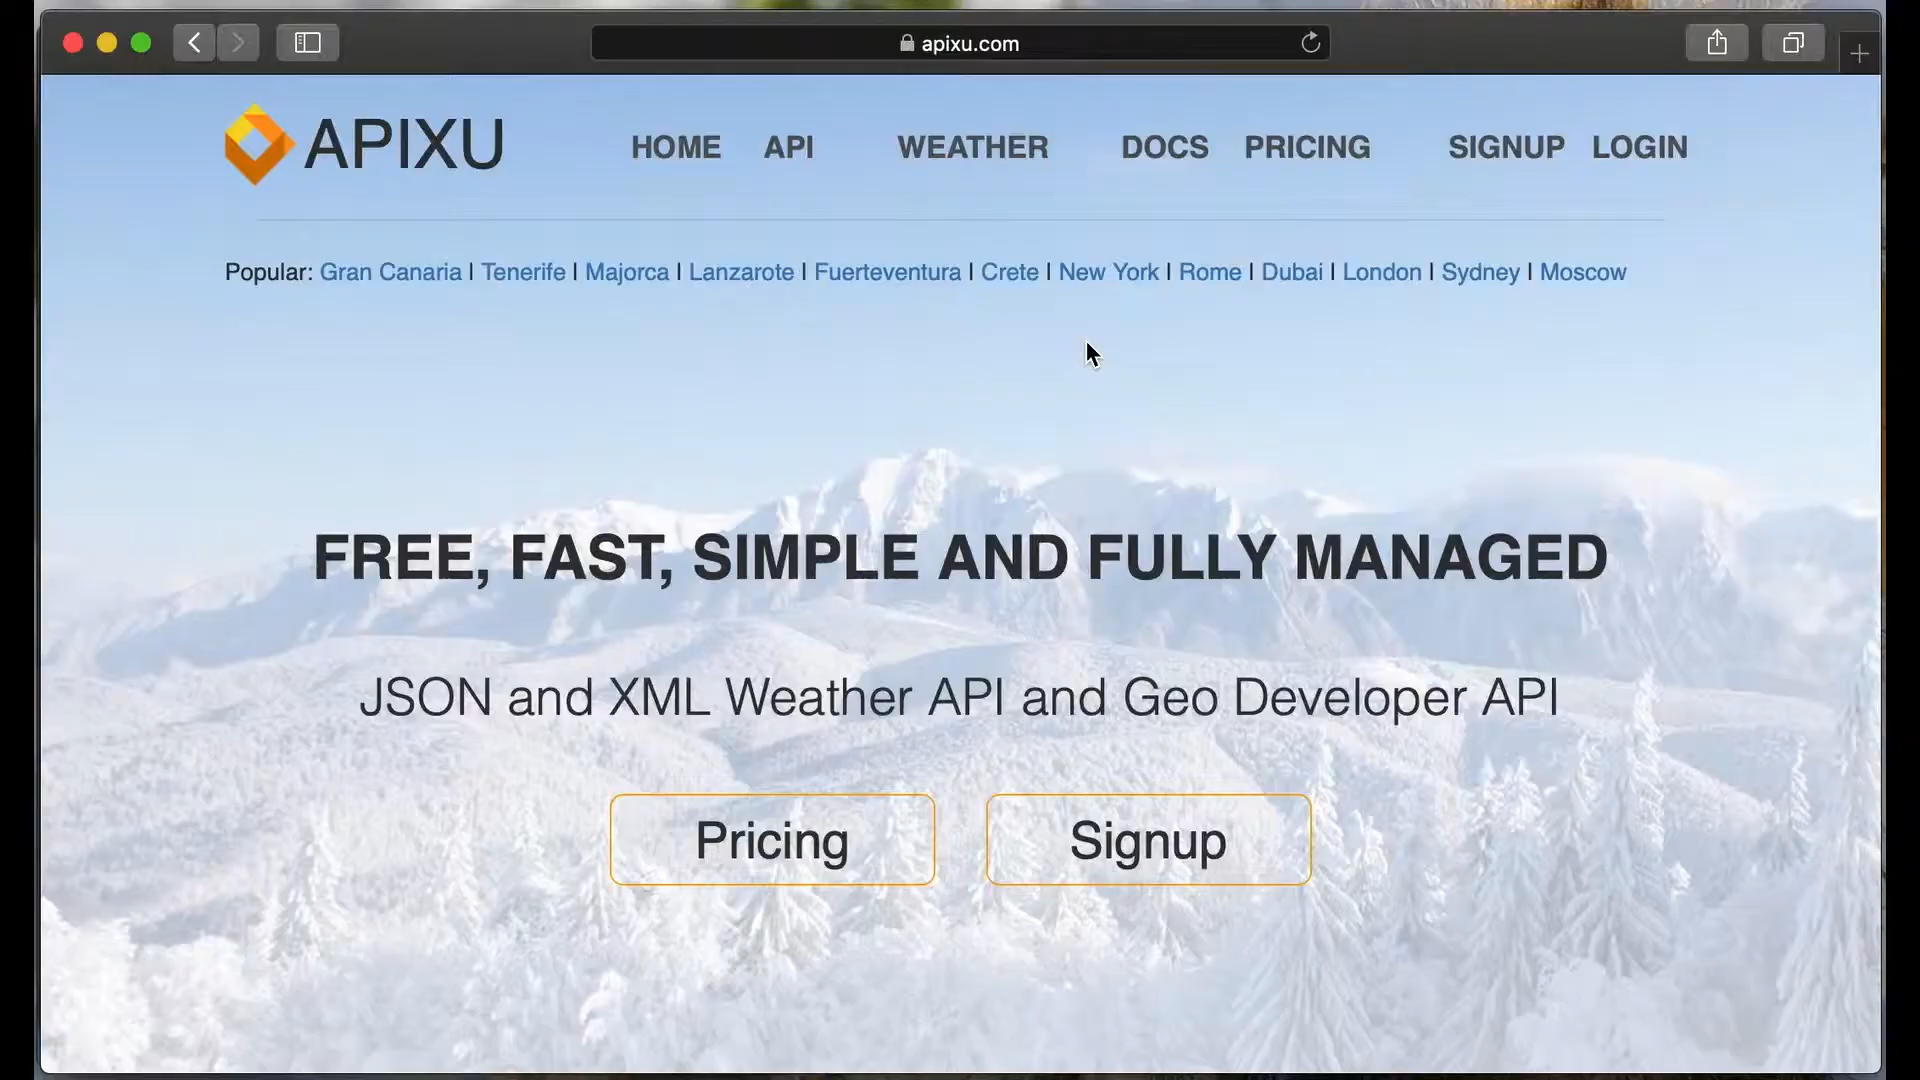 apixu.com
APIXU HOME API WEATHER DOCS PRICING SIGNUP LOGIN
Popular: Gran Canaria | Tenerife | Majorca | Lanzarote | Fuerteventura | Crete | New York | Rome | Dubai | London | Sydney | Moscow
FREE, FAST, SIMPLE AND FULLY MANAGED
JSON and XML Weather API and Geo Developer API
Pricing Signup